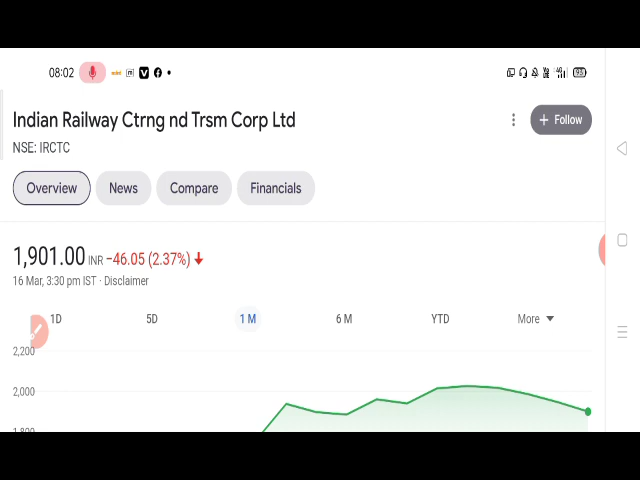 08:02
Indian Railway Ctrng nd Trsm Corp Ltd
+ Follow
NSE: IRCTC
Overview News Compare Financials
1,901.00 INR −46.05 (2.37%)
16 Mar, 3:30 pm IST · Disclaimer
1D 5D 1 M 6 M YTD More
2,200
2,000
1,800